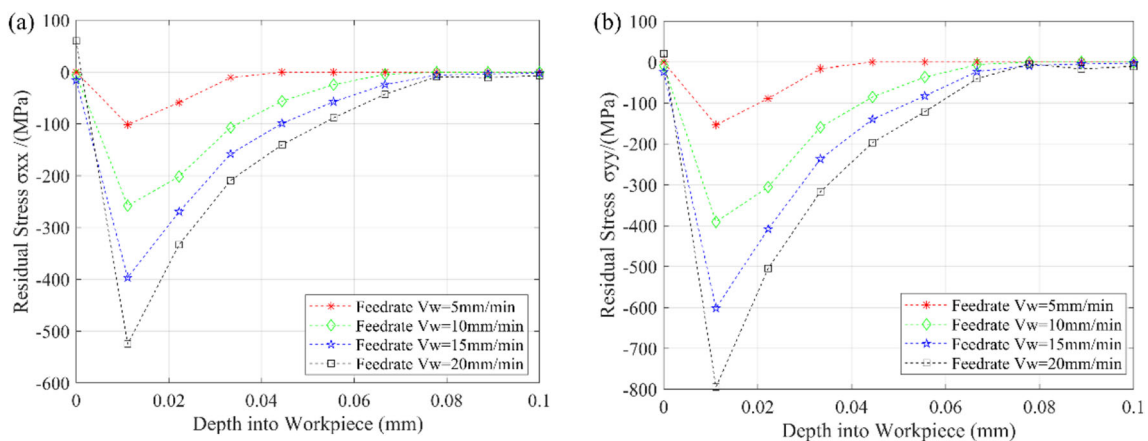 (a)
100
0
-100
-200
-300
-400
-500
-600
Residual Stress σxx /(MPa)
Feedrate Vw=5mm/min
Feedrate Vw=10mm/min
Feedrate Vw=15mm/min
Feedrate Vw=20mm/min
0 0.02 0.04 0.06 0.08 0.1
Depth into Workpiece (mm)
(b)
100
0
-100
-200
-300
-400
-500
-600
-700
-800
Residual Stress σyy/(MPa)
Feedrate Vw=5mm/min
Feedrate Vw=10mm/min
Feedrate Vw=15mm/min
Feedrate Vw=20mm/min
0 0.02 0.04 0.06 0.08 0.1
Depth into Workpiece (mm)